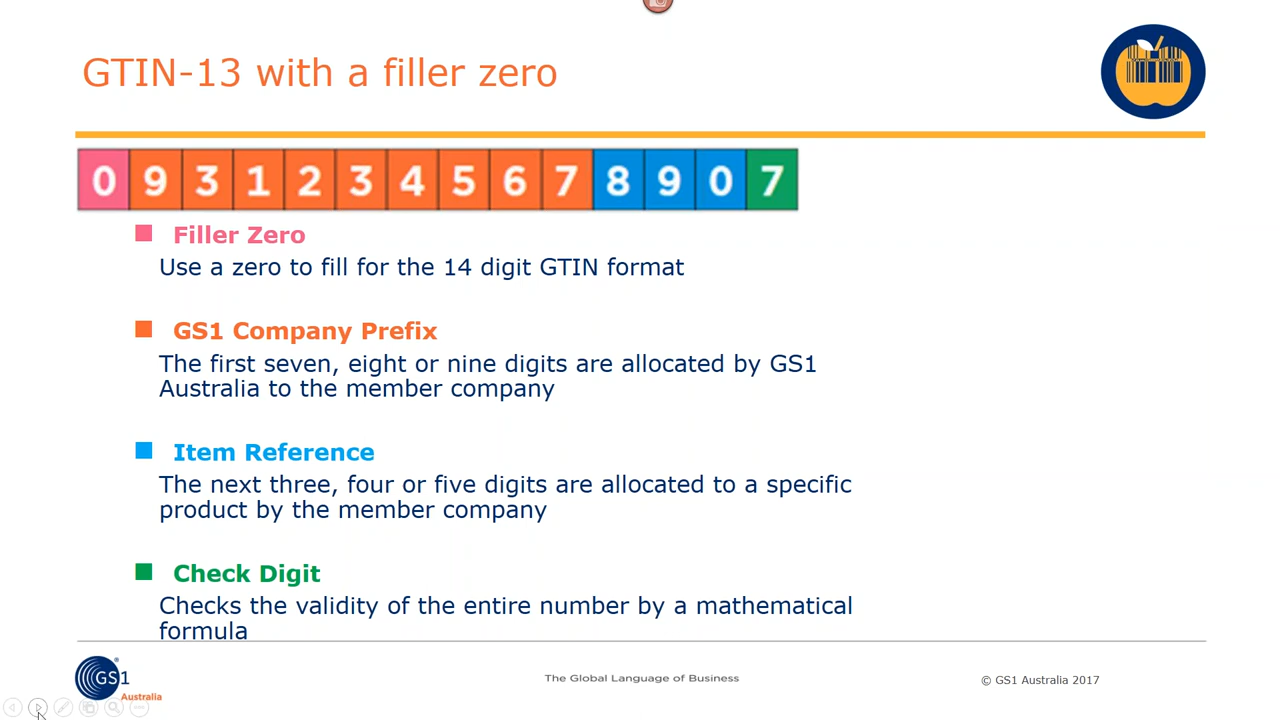 GTIN-13 with a filler zero
0 9 3 1 2 3 4 5 6 7 8 9 0 7
Filler Zero
Use a zero to fill for the 14 digit GTIN format
GS1 Company Prefix
The first seven, eight or nine digits are allocated by GS1
Australia to the member company
Item Reference
The next three, four or five digits are allocated to a specific
product by the member company
Check Digit
Checks the validity of the entire number by a mathematical
formula
GS1
®
Australia
The Global Language of Business
© GS1 Australia 2017